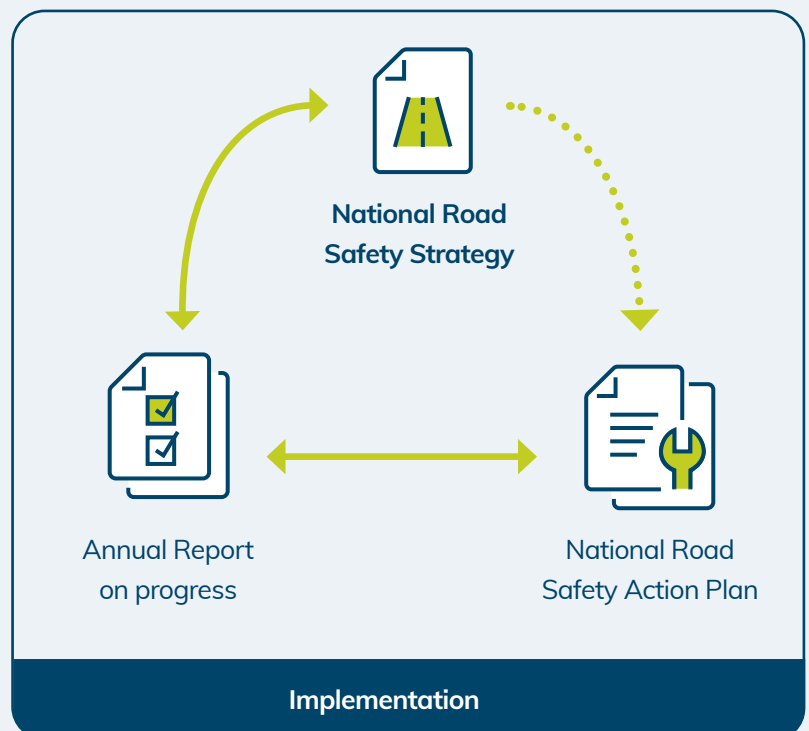 National Road
Safety Strategy
Annual Report
on progress
National Road
Safety Action Plan
Implementation